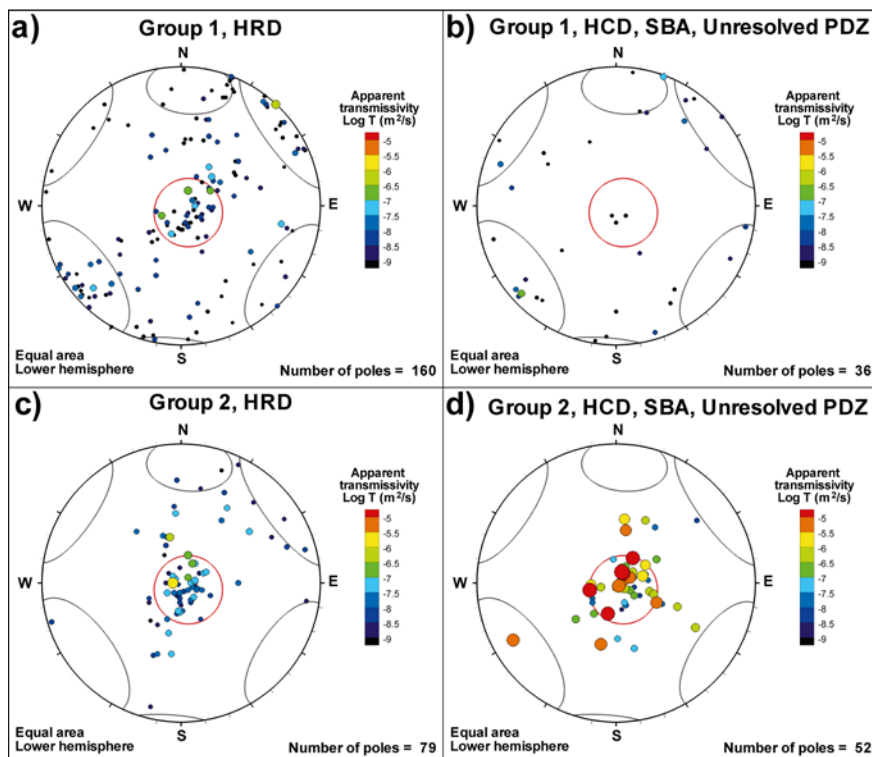 a)
Group 1, HRD
N
W
E
S
Apparent
transmissivity
Log T (m²/s)
-5
-5.5
-6
-6.5
-7
-7.5
-8
-8.5
-9
Equal area
Lower hemisphere
Number of poles = 160
b)
Group 1, HCD, SBA, Unresolved PDZ
N
W
E
S
Apparent
transmissivity
Log T (m²/s)
-5
-5.5
-6
-6.5
-7
-7.5
-8
-8.5
-9
Equal area
Lower hemisphere
Number of poles = 36
c)
Group 2, HRD
N
W
E
S
Apparent
transmissivity
Log T (m²/s)
-5
-5.5
-6
-6.5
-7
-7.5
-8
-8.5
-9
Equal area
Lower hemisphere
Number of poles = 79
d)
Group 2, HCD, SBA, Unresolved PDZ
N
W
E
S
Apparent
transmissivity
Log T (m²/s)
-5
-5.5
-6
-6.5
-7
-7.5
-8
-8.5
-9
Equal area
Lower hemisphere
Number of poles = 52